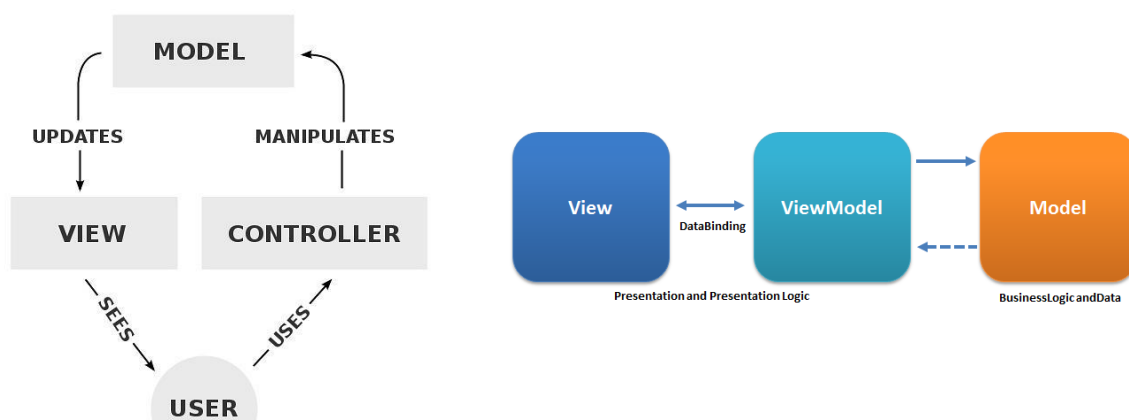 MODEL
UPDATES
MANIPULATES
VIEW
CONTROLLER
SEES
USES
USER
View
DataBinding
ViewModel
Model
Presentation and Presentation Logic
BusinessLogic andData